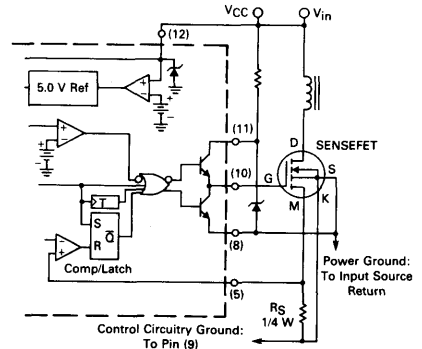 VCC
Vin
(12)
5.0 V Ref
+
−
+
−
(11)
D
SENSEFET
(10)
G
S
T
M
K
S
Q
R
(8)
Comp/Latch
−
+
(5)
Power Ground:
To Input Source
Return
RS
1/4 W
Control Circuitry Ground:
To Pin (9)